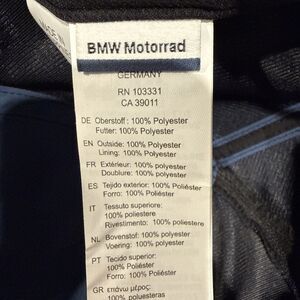 BMW Motorrad
GERMANY
RN 103331
CA 39011
DE Oberstoff : 100% Polyester
Futter: 100% Polyester
EN Outside: 100% Polyester
Lining: 100% Polyester
FR Extérieur: 100% Polyester
Doublure: 100% Polyester
ES Tejido exterior: 100% Poliéster
Forro: 100% Poliéster
IT Tessuto superiore:
100% poliestere
Rivestimento: 100% poliestere
NL Bovenstof: 100% polyester
Voering: 100% polyester
PT Tecido superior:
100% Poliéster
Forro: 100% Poliéster
GR επάνω μέρος:
100% polyesteras